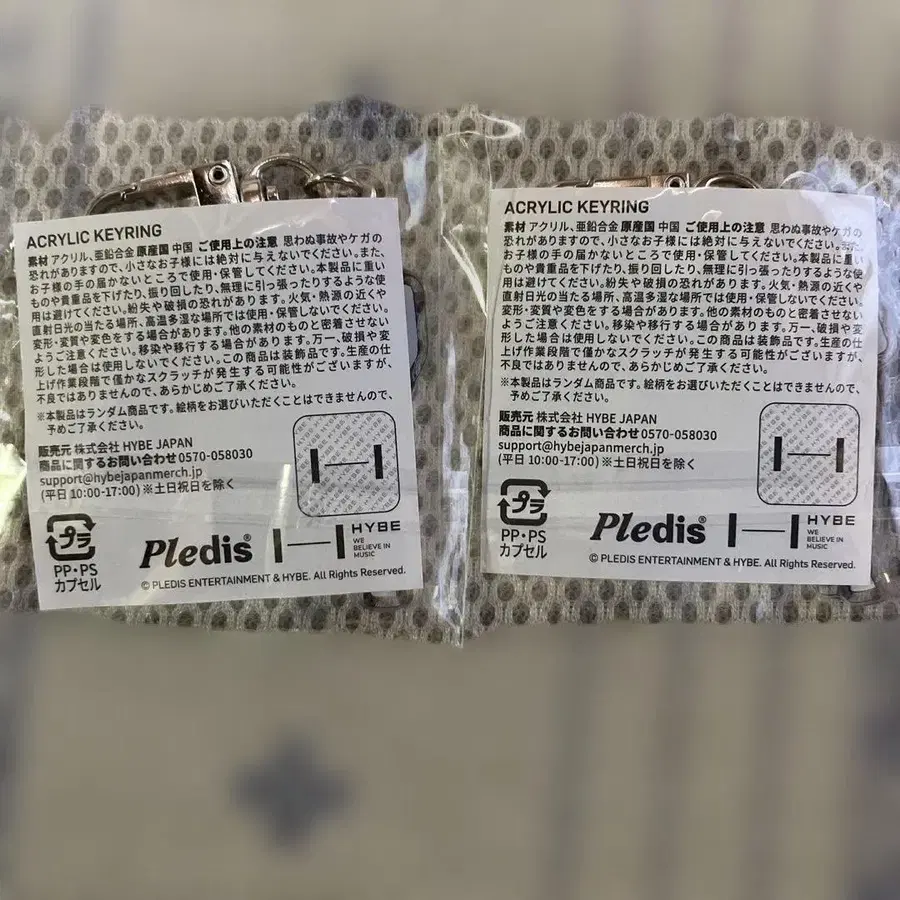 ACRYLIC KEYRING
素材 アクリル、亜鉛合金 原産国 中国 ご使用上の注意 思わぬ事故やケガの
恐れがありますので、小さなお子様には絶対に与えないでください。また、
お子様の手の届かないところで使用・保管してください。本製品に重い
ものや貴重品を下げたり、振り回したり、無理に引っ張ったりするような使
用は避けてください。紛失や破損の恐れがあります。火気・熱源の近くや
直射日光の当たる場所、高温多湿な場所では使用・保管しないでください。
変形・変質や変色をする場合があります。他の素材のものと密着させない
ようご注意ください。移染や移行する場合があります。万一、破損や変
形した場合は使用しないでください。この商品は装飾品です。生産の仕
上げ作業段階で僅かなスクラッチが発生する可能性がございますが、
不良ではありませんので、あらかじめご了承ください。
※本製品はランダム商品です。絵柄をお選びいただくことはできませんので、
予めご了承ください。
販売元 株式会社 HYBE JAPAN
商品に関するお問い合わせ 0570-058030
support@hybejapanmerch.jp
(平日 10:00-17:00) ※土日祝日を除く
プラ
PP・PS
カプセル
Pledis®
HYBE
WE
BELIEVE IN
MUSIC
© PLEDIS ENTERTAINMENT & HYBE. All Rights Reserved.
ACRYLIC KEYRING
素材 アクリル、亜鉛合金 原産国 中国 ご使用上の注意 思わぬ事故やケガの
恐れがありますので、小さなお子様には絶対に与えないでください。また、
お子様の手の届かないところで使用・保管してください。本製品に重い
ものや貴重品を下げたり、振り回したり、無理に引っ張ったりするような使
用は避けてください。紛失や破損の恐れがあります。火気・熱源の近くや
直射日光の当たる場所、高温多湿な場所では使用・保管しないでください。
変形・変質や変色をする場合があります。他の素材のものと密着させない
ようご注意ください。移染や移行する場合があります。万一、破損や変
形した場合は使用しないでください。この商品は装飾品です。生産の仕
上げ作業段階で僅かなスクラッチが発生する可能性がございますが、
不良ではありませんので、あらかじめご了承ください。
※本製品はランダム商品です。絵柄をお選びいただくことはできませんので、
予めご了承ください。
販売元 株式会社 HYBE JAPAN
商品に関するお問い合わせ 0570-058030
support@hybejapanmerch.jp
(平日 10:00-17:00) ※土日祝日を除く
プラ
PP・PS
カプセル
Pledis®
HYBE
WE
BELIEVE IN
MUSIC
© PLEDIS ENTERTAINMENT & HYBE. All Rights Reserved.